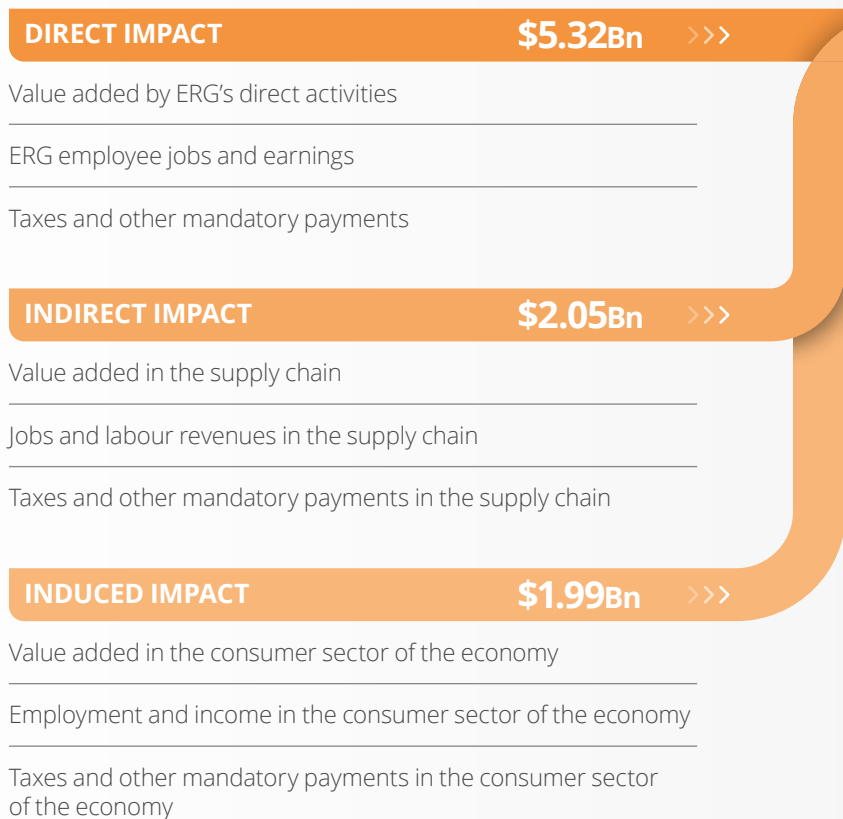 DIRECT IMPACT $5.32Bn >>>
Value added by ERG’s direct activities
ERG employee jobs and earnings
Taxes and other mandatory payments
INDIRECT IMPACT $2.05Bn >>>
Value added in the supply chain
Jobs and labour revenues in the supply chain
Taxes and other mandatory payments in the supply chain
INDUCED IMPACT $1.99Bn >>>
Value added in the consumer sector of the economy
Employment and income in the consumer sector of the economy
Taxes and other mandatory payments in the consumer sector
of the economy